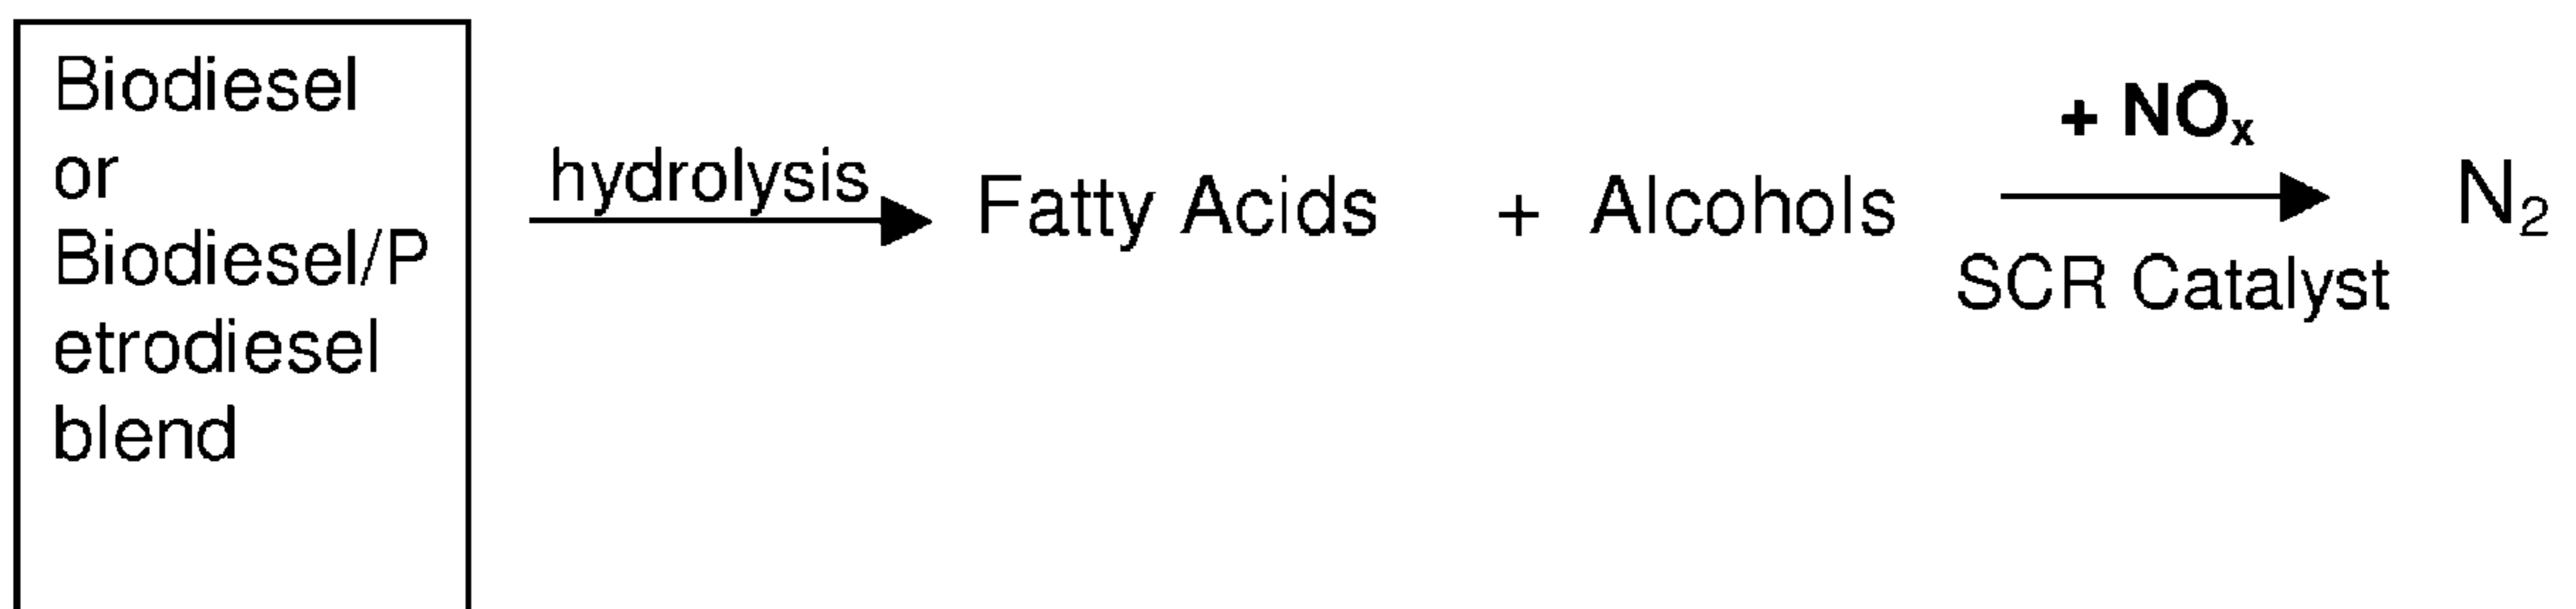 Biodiesel
or
Biodiesel/P
etrodiesel
blend
hydrolysis
Fatty Acids + Alcohols
+ NOₓ
SCR Catalyst
N₂